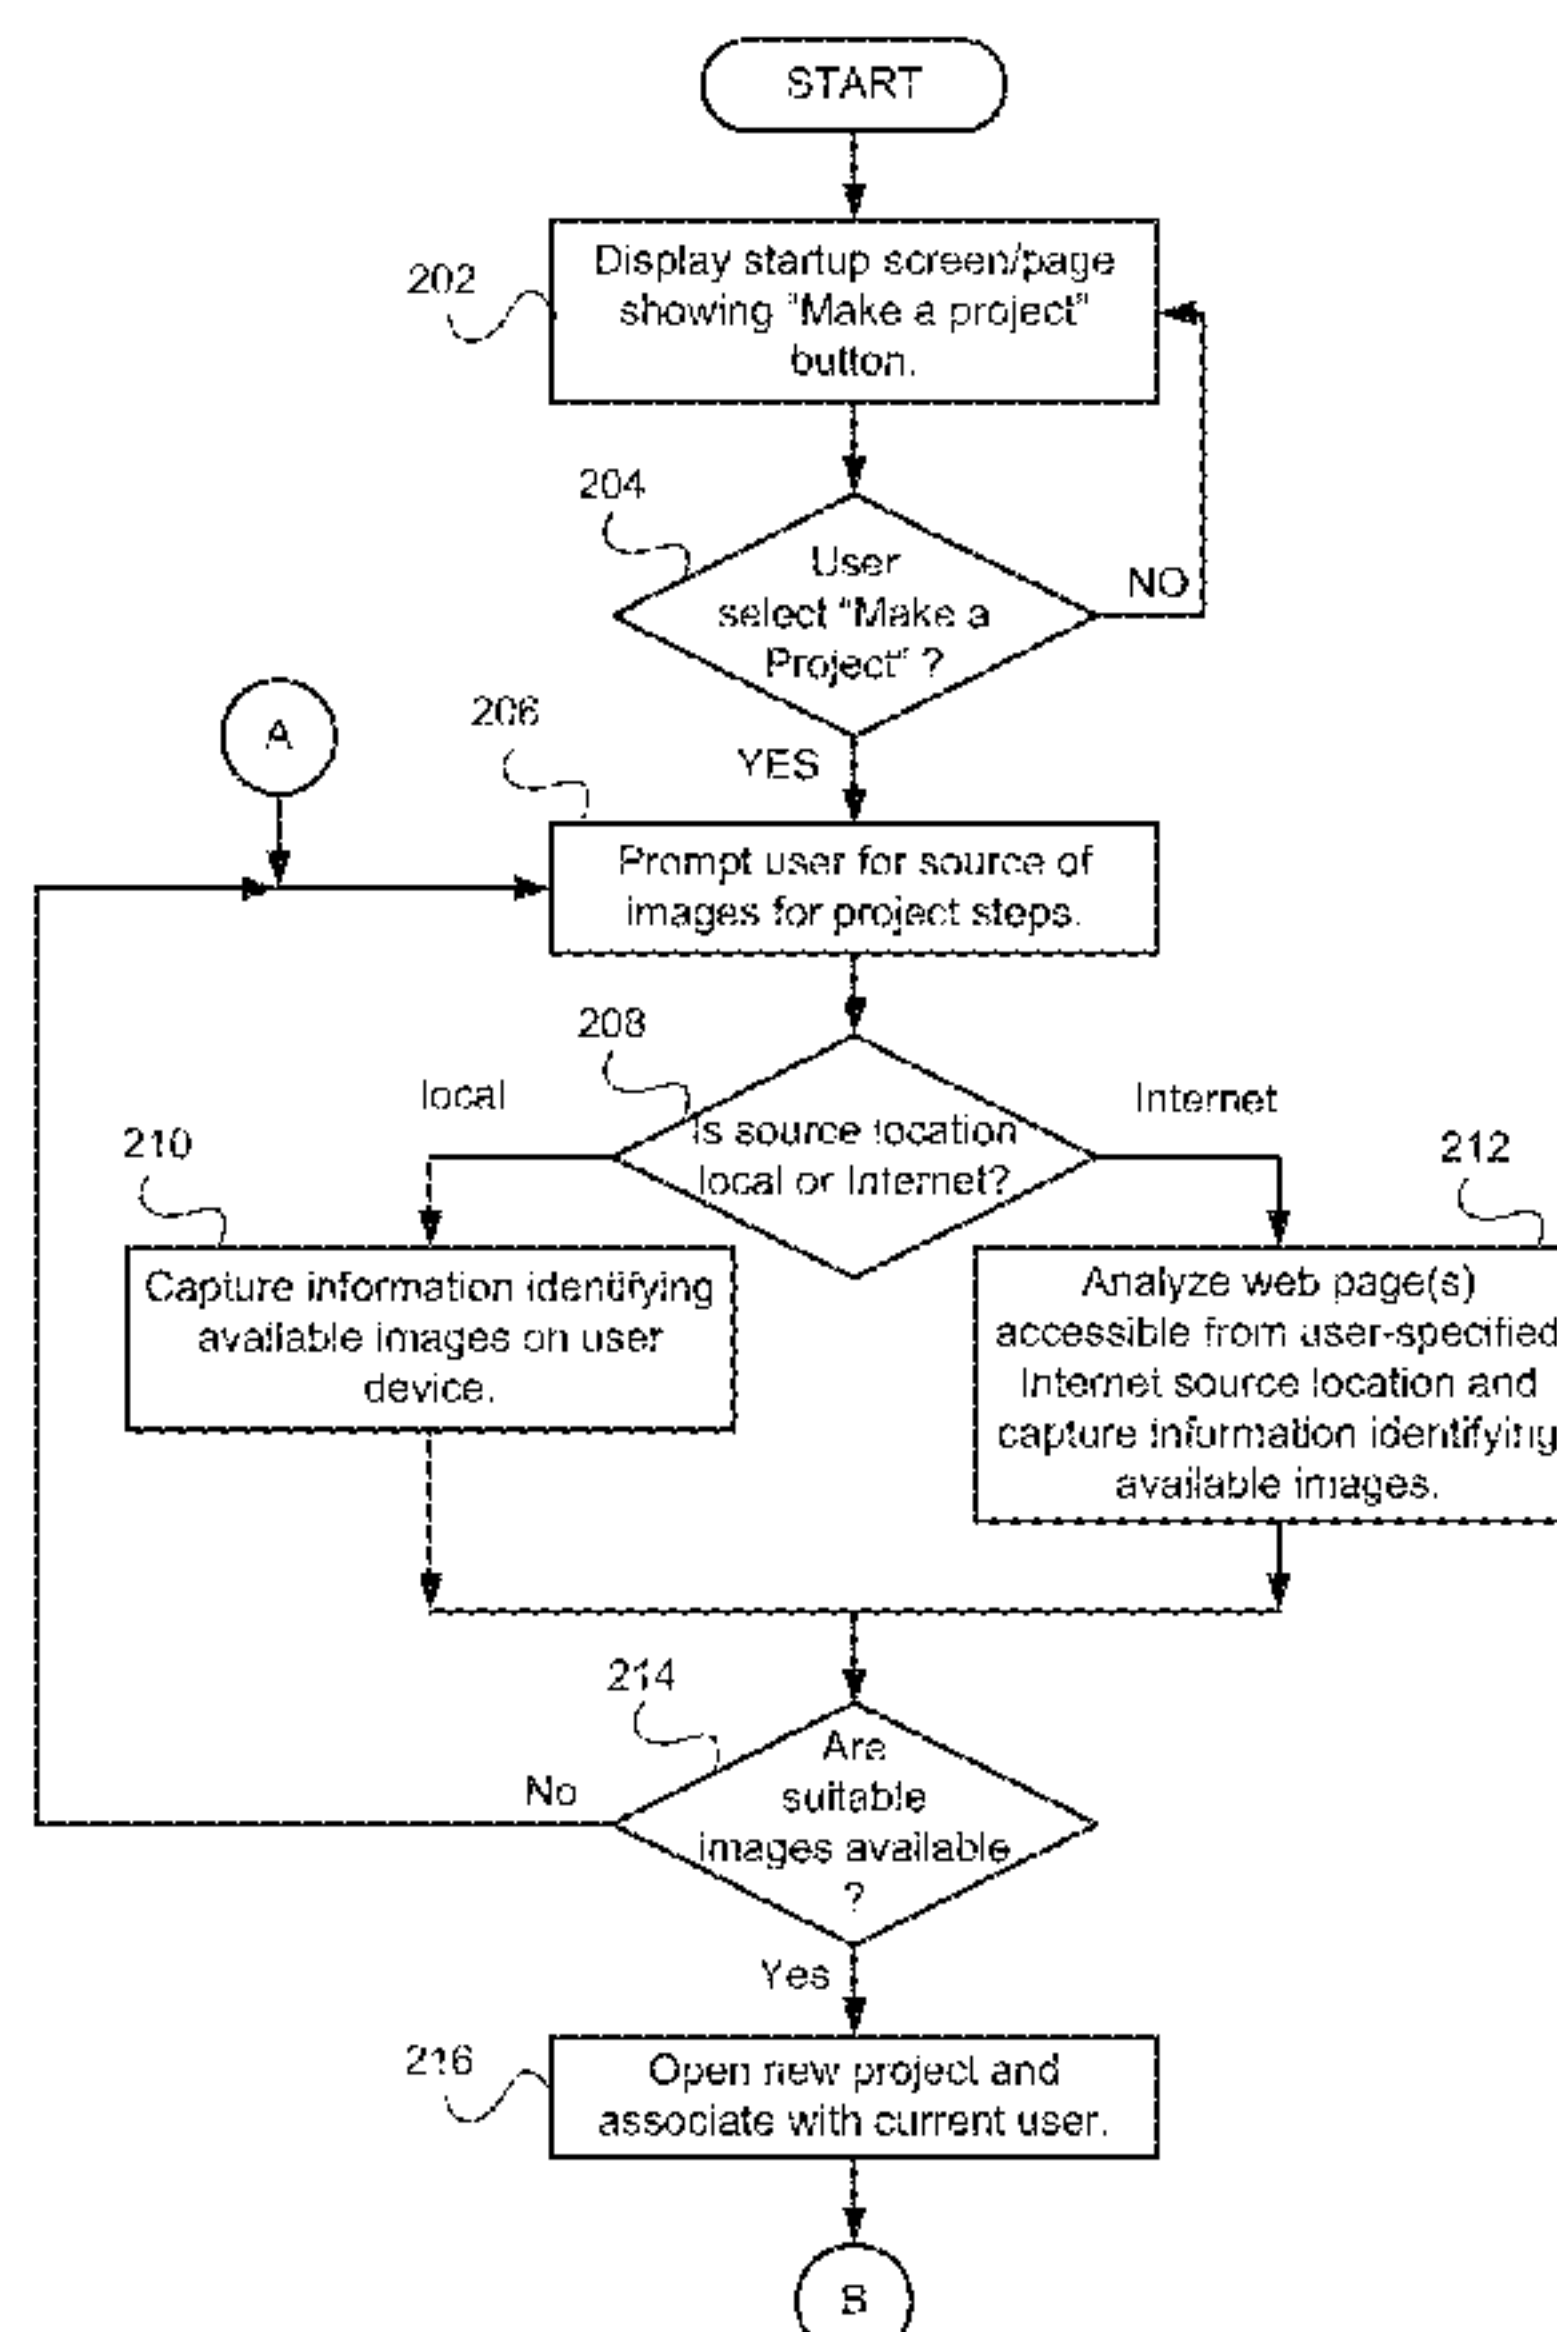 START
202
Display startup screen/page
showing "Make a project"
button.
204
User
select "Make a
Project" ?
NO
A
206
YES
Prompt user for source of
images for project steps.
208
local
Internet
Is source location
local or Internet?
210
212
Capture information identifying
available images on user
device.
Analyze web page(s)
accessible from user-specified
Internet source location and
capture information identifying
available images.
214
Are
suitable
images available
?
No
Yes
216
Open new project and
associate with current user.
B